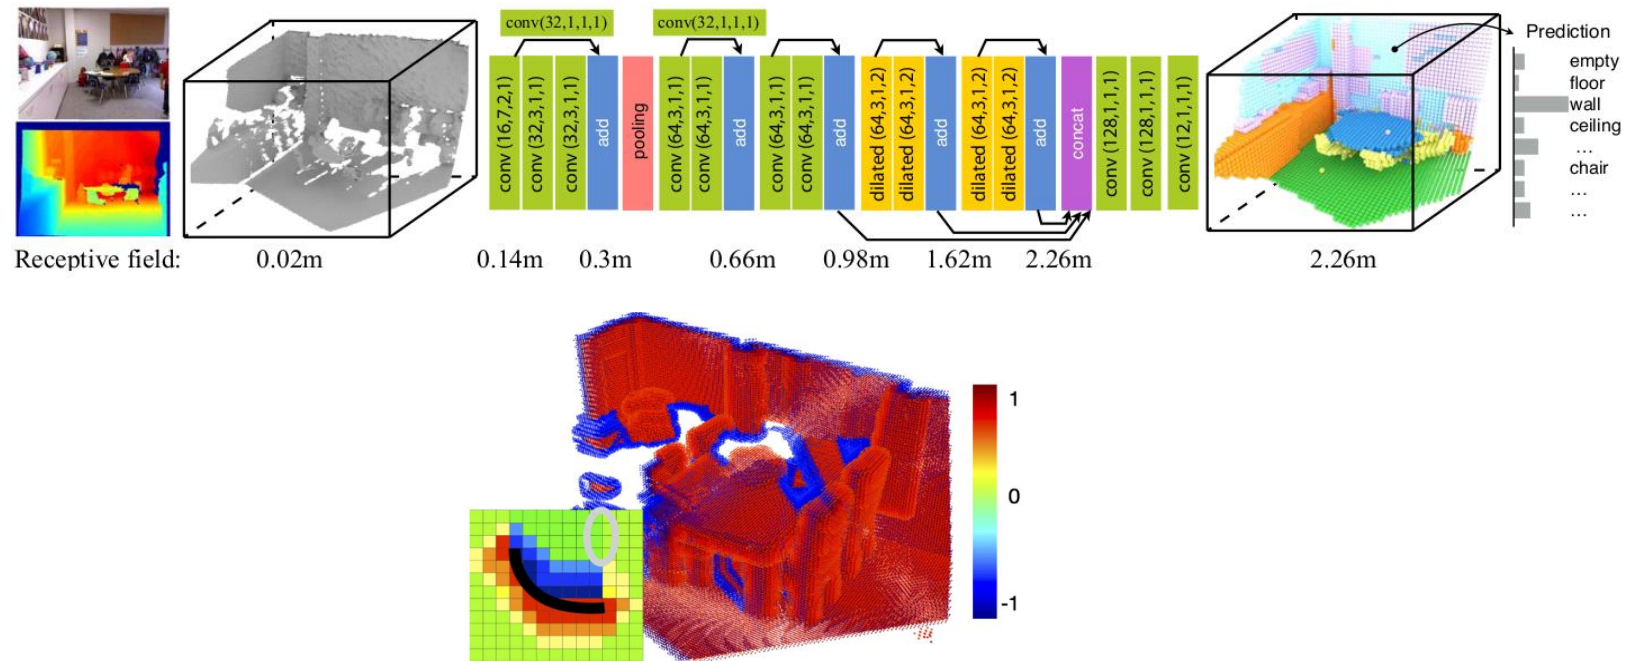 conv(32,1,1,1)
conv(32,1,1,1)
conv (16,7,2,1)
conv (32,3,1,1)
conv (32,3,1,1)
add
pooling
conv (64,3,1,1)
conv (64,3,1,1)
add
conv (64,3,1,1)
conv (64,3,1,1)
add
dilated (64,3,1,2)
dilated (64,3,1,2)
add
dilated (64,3,1,2)
dilated (64,3,1,2)
add
concat
conv (128,1,1,1)
conv (128,1,1,1)
conv (12,1,1,1)
Prediction
empty
floor
wall
ceiling
...
chair
...
...
Receptive field: 0.02m 0.14m 0.3m 0.66m 0.98m 1.62m 2.26m 2.26m
1
0
-1